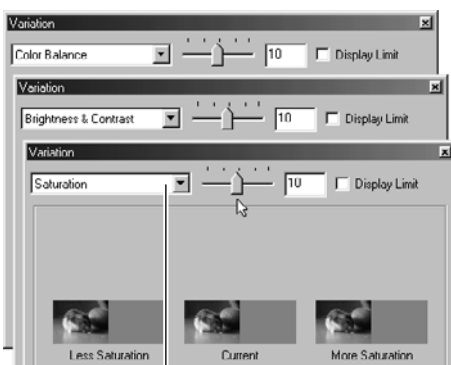 Variation
Color Balance 10 Display Limit
Variation
Brightness & Contrast 10 Display Limit
Variation
Saturation 10 Display Limit
Less Saturation Current More Saturation